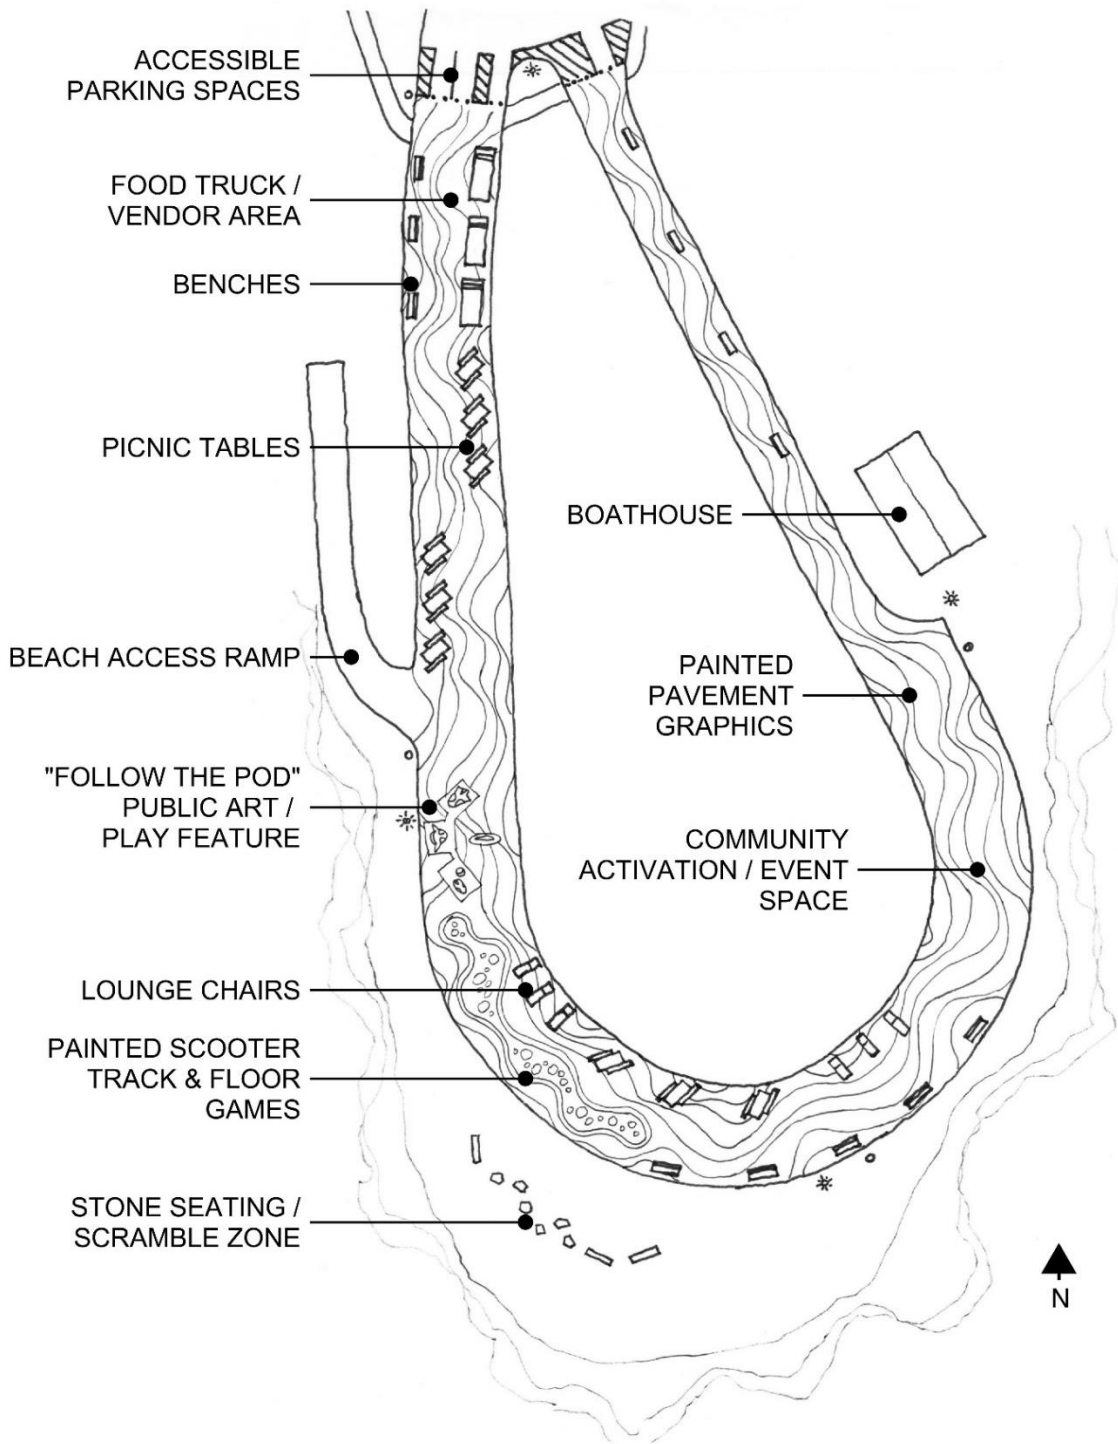 ACCESSIBLE
PARKING SPACES
FOOD TRUCK /
VENDOR AREA
BENCHES
PICNIC TABLES
BOATHOUSE
BEACH ACCESS RAMP
PAINTED
PAVEMENT
GRAPHICS
"FOLLOW THE POD"
PUBLIC ART /
PLAY FEATURE
COMMUNITY
ACTIVATION / EVENT
SPACE
LOUNGE CHAIRS
PAINTED SCOOTER
TRACK & FLOOR
GAMES
STONE SEATING /
SCRAMBLE ZONE
N